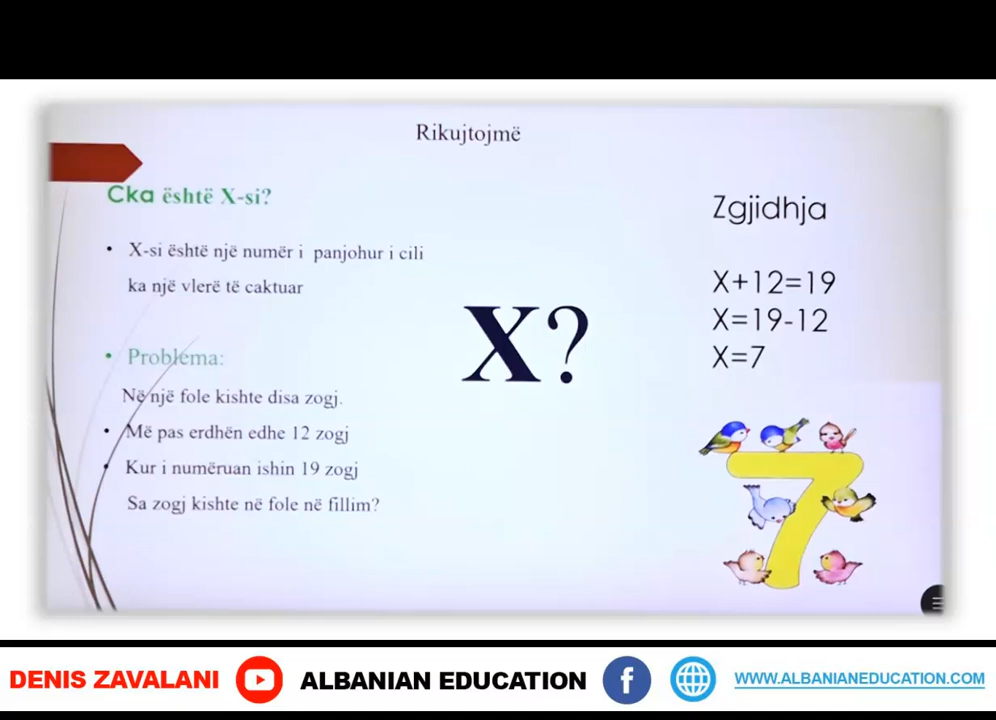 Rikujtojmë
Cka është X-si?
• X-si është një numër i panjohur i cili
ka një vlerë të caktuar
• Problema:
Në një fole kishte disa zogj.
• Më pas erdhën edhe 12 zogj
• Kur i numëruan ishin 19 zogj
Sa zogj kishte në fole në fillim?
X?
Zgjidhja
X+12=19
X=19-12
X=7
7
DENIS ZAVALANI
ALBANIAN EDUCATION
f
WWW.ALBANIANEDUCATION.COM